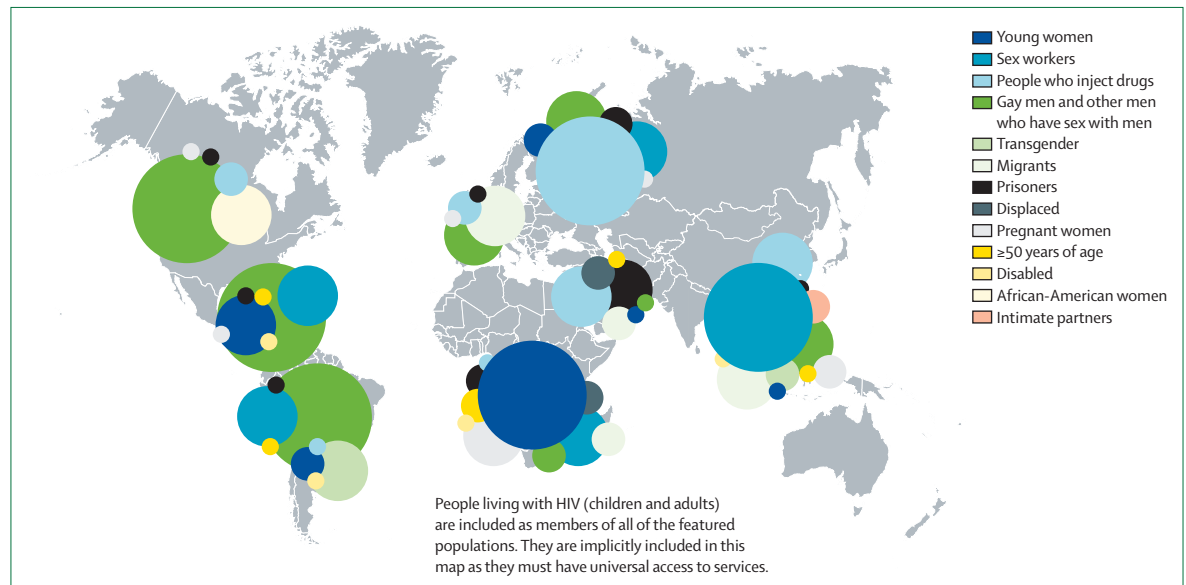 Young women
Sex workers
People who inject drugs
Gay men and other men
who have sex with men
Transgender
Migrants
Prisoners
Displaced
Pregnant women
≥50 years of age
Disabled
African-American women
Intimate partners
People living with HIV (children and adults)
are included as members of all of the featured
populations. They are implicitly included in this
map as they must have universal access to services.